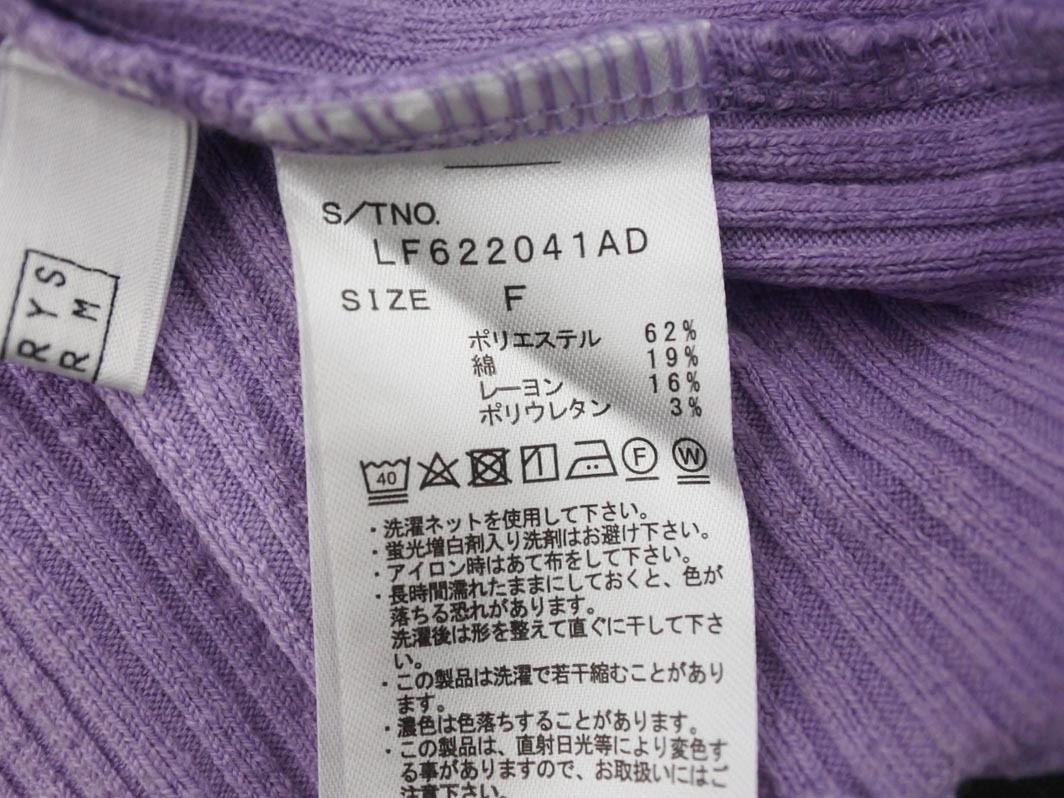 S/TNO.
LF622041AD
SIZE F
ポリエステル 62%
綿 19%
レーヨン 16%
ポリウレタン 3%
40 F W
・洗濯ネットを使用して下さい。
・蛍光増白剤入り洗剤はお避け下さい。
・アイロン時はあて布をして下さい。
・長時間濡れたままにしておくと、色が
落ちる恐れがあります。
洗濯後は形を整えて直ぐに干して下さ
い。
・この製品は洗濯で若干縮むことがあり
ます。
・濃色は色落ちすることがあります。
・この製品は、直射日光等により変色す
る事がありますので、お取扱いにはご
注意下さい。
RYS
RM